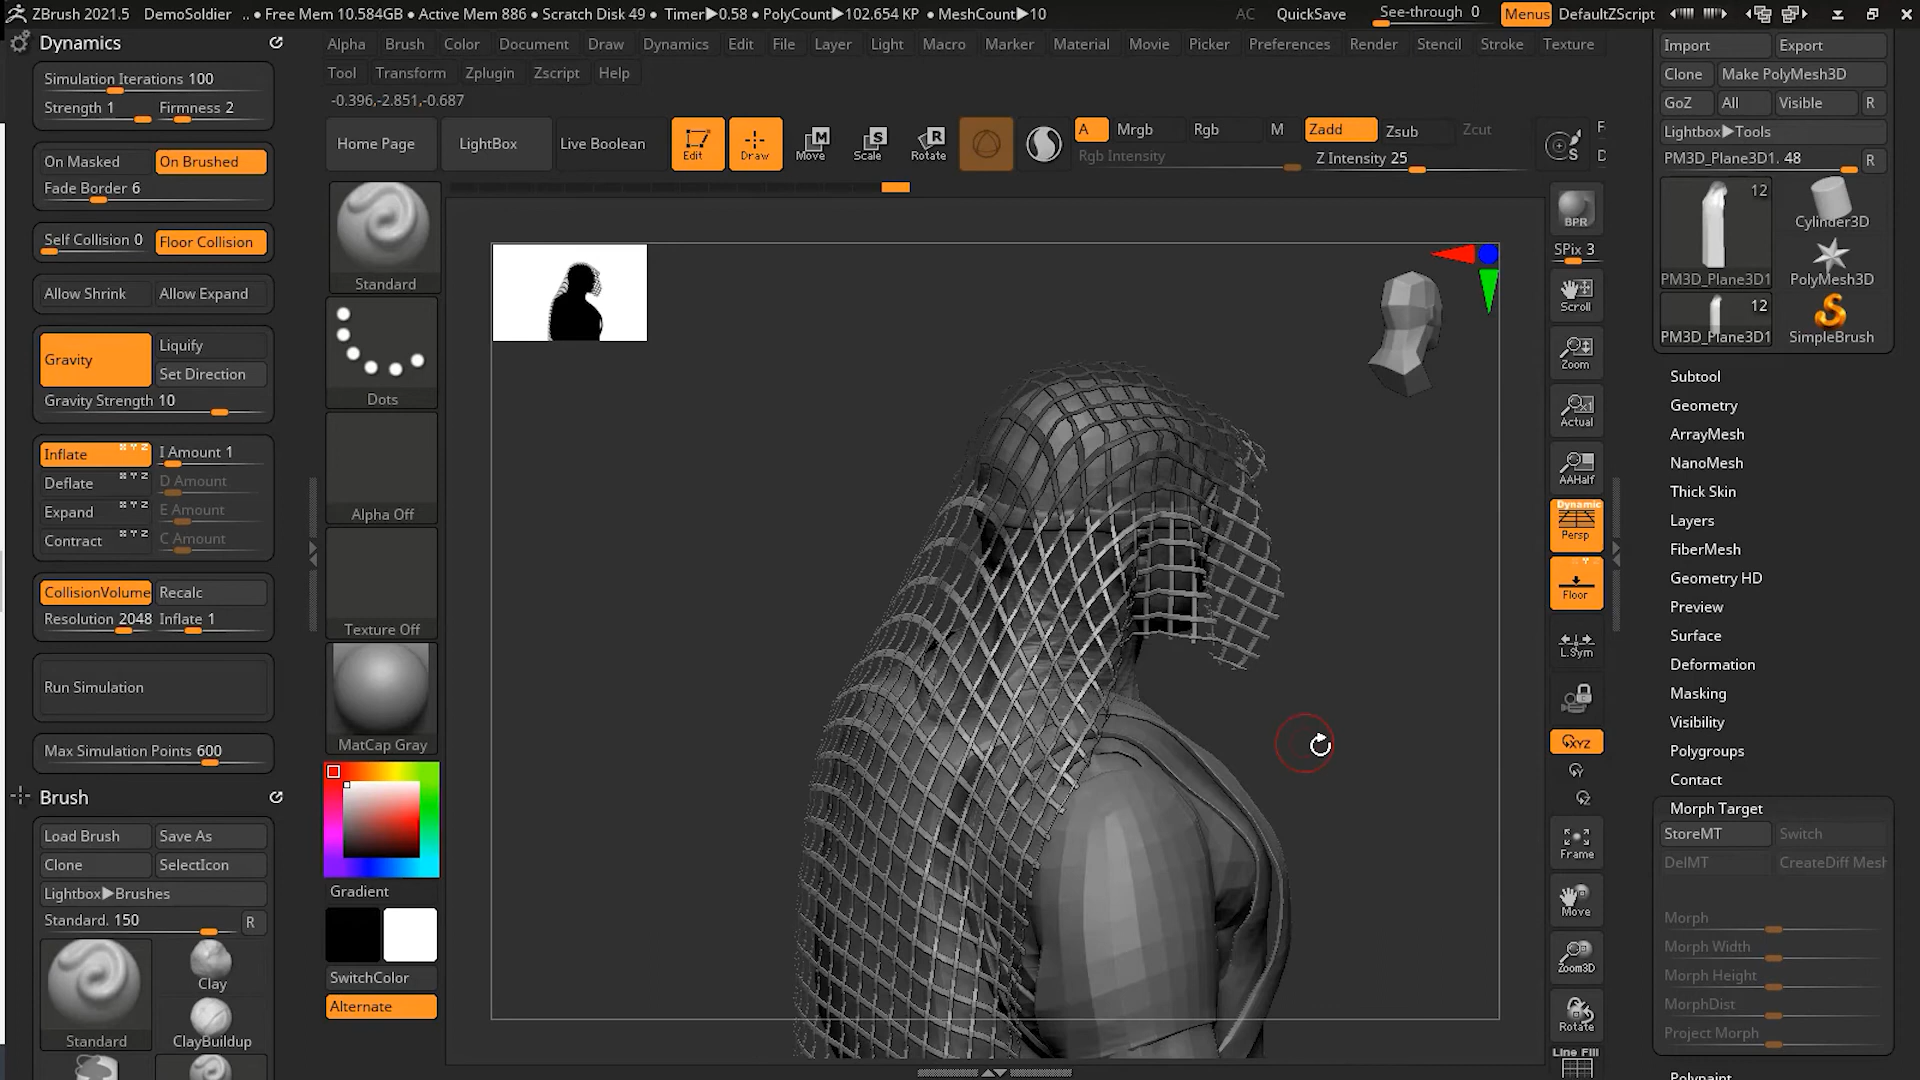 ZBrush 2021.5 DemoSoldier .. • Free Mem 10.584GB • Active Mem 886 • Scratch Disk 49 • Timer▶0.58 • PolyCount▶102.654 KP • MeshCount▶10 AC QuickSave See-through 0 Menus DefaultZScript
Dynamics
Alpha Brush Color Document Draw Dynamics Edit File Layer Light Macro Marker Material Movie Picker Preferences Render Stencil Stroke Texture
Tool Transform Zplugin Zscript Help
-0.396,-2.851,-0.687
Simulation Iterations 100
Strength 1 Firmness 2
On Masked On Brushed
Fade Border 6
Self Collision 0 Floor Collision
Allow Shrink Allow Expand
Gravity Liquify
Set Direction
Gravity Strength 10
Inflate X Y Z I Amount 1
Deflate X Y Z D Amount
Expand X Y Z E Amount
Contract X Y Z C Amount
CollisionVolume Recalc
Resolution 2048 Inflate 1
Run Simulation
Max Simulation Points 600
Brush
Load Brush Save As
Clone SelectIcon
Lightbox▶Brushes
Standard. 150 R
Clay
Standard ClayBuildup
Home Page LightBox Live Boolean Edit Draw Move Scale Rotate
A Mrgb Rgb M Zadd Zsub Zcut
Rgb Intensity Z Intensity 25
S F
D
Standard
Dots
Alpha Off
Texture Off
MatCap Gray
Gradient
SwitchColor
Alternate
BPR
SPix 3
Scroll
Zoom
Actual
AAHalf
Dynamic
Persp
Floor
L.Sym
XYZ
Frame
Move
Zoom3D
Rotate
Line Fill
Import Export
Clone Make PolyMesh3D
GoZ All Visible R
Lightbox▶Tools
PM3D_Plane3D1. 48 R
12
Cylinder3D
PM3D_Plane3D1 PolyMesh3D
12
PM3D_Plane3D1 SimpleBrush
Subtool
Geometry
ArrayMesh
NanoMesh
Thick Skin
Layers
FiberMesh
Geometry HD
Preview
Surface
Deformation
Masking
Visibility
Polygroups
Contact
Morph Target
StoreMT Switch
DelMT CreateDiff Mesh
Morph
Morph Width
Morph Height
MorphDist
Project Morph
Polypaint